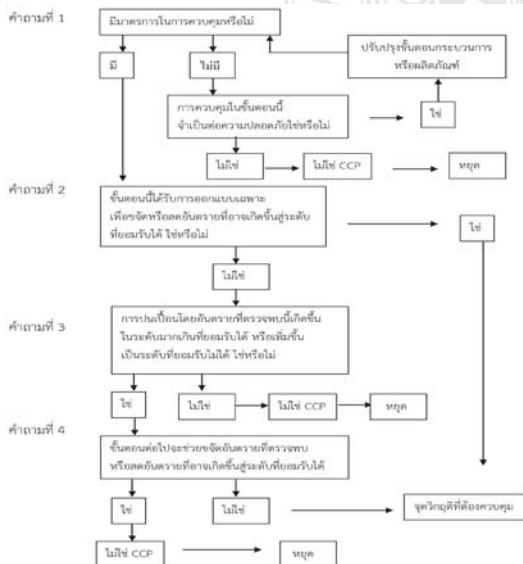 คำถามที่ 1
มีมาตรการในการควบคุมหรือไม่
มี
ไม่มี
ปรับปรุงขั้นตอนกระบวนการ
หรือผลิตภัณฑ์
การควบคุมในขั้นตอนนี้
จำเป็นต่อความปลอดภัยใช่หรือไม่
ใช่
ไม่ใช่
ไม่ใช่ CCP
หยุด
คำถามที่ 2
ขั้นตอนนี้ได้รับการออกแบบเฉพาะ
เพื่อขจัดหรือลดอันตรายที่อาจเกิดขึ้นสู่ระดับ
ที่ยอมรับได้ ใช่หรือไม่
ใช่
ไม่ใช่
คำถามที่ 3
การปนเปื้อนโดยอันตรายที่ตรวจพบนี้เกิดขึ้น
ในระดับมากเกินที่ยอมรับได้ หรือเพิ่มขึ้น
เป็นระดับที่ยอมรับไม่ได้ ใช่หรือไม่
ใช่
ไม่ใช่
ไม่ใช่ CCP
หยุด
คำถามที่ 4
ขั้นตอนต่อไปจะช่วยขจัดอันตรายที่ตรวจพบ
หรือลดอันตรายที่อาจเกิดขึ้นสู่ระดับที่ยอมรับได้
ใช่
ไม่ใช่
จุดวิกฤติที่ต้องควบคุม
ไม่ใช่ CCP
หยุด